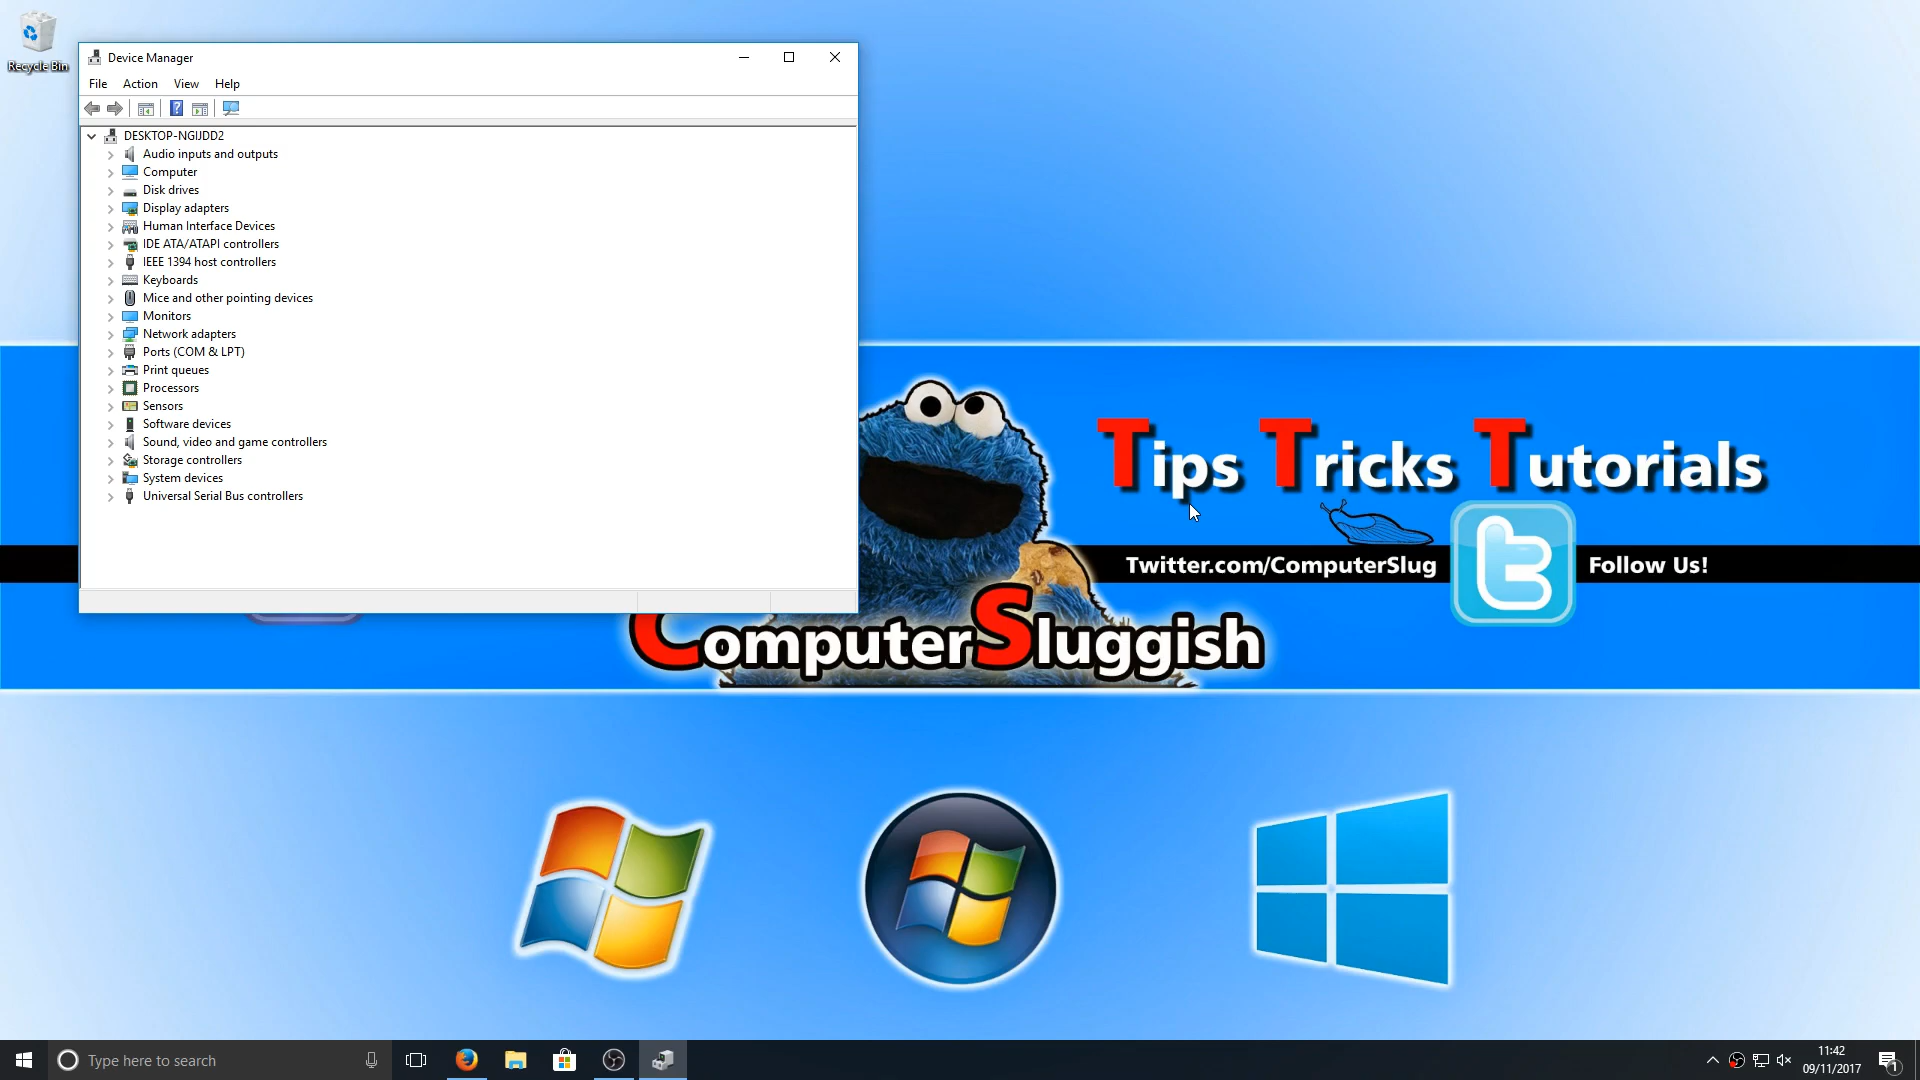 Recycle Bin
Device Manager
File Action View Help
DESKTOP-NGIJDD2
Audio inputs and outputs
Computer
Disk drives
Display adapters
Human Interface Devices
IDE ATA/ATAPI controllers
IEEE 1394 host controllers
Keyboards
Mice and other pointing devices
Monitors
Network adapters
Ports (COM & LPT)
Print queues
Processors
Sensors
Software devices
Sound, video and game controllers
Storage controllers
System devices
Universal Serial Bus controllers
Tips Tricks Tutorials
Twitter.com/ComputerSlug
Follow Us!
ComputerSluggish
Type here to search
11:42
09/11/2017
1